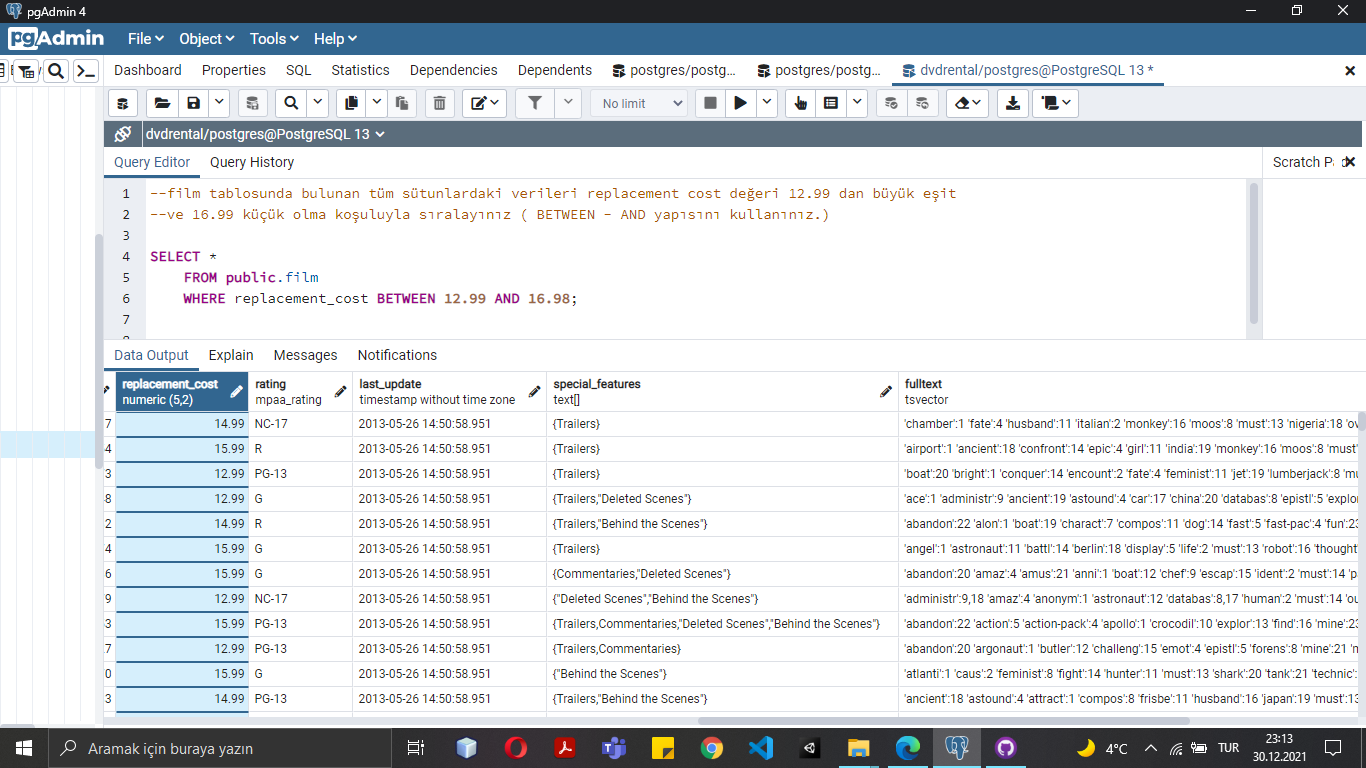 pgAdmin 4
pgAdmin File Object Tools Help
Dashboard Properties SQL Statistics Dependencies Dependents postgres/postg... postgres/postg... dvdrental/postgres@PostgreSQL 13 *
No limit
dvdrental/postgres@PostgreSQL 13
Query Editor Query History Scratch P
1 --film tablosunda bulunan tüm sütunlardaki verileri replacement cost değeri 12.99 dan büyük eşit
2 --ve 16.99 küçük olma koşuluyla sıralayınız ( BETWEEN - AND yapısını kullanınız.)
3
4 SELECT *
5 FROM public.film
6 WHERE replacement_cost BETWEEN 12.99 AND 16.98;
7
Data Output Explain Messages Notifications
replacement_cost rating last_update special_features fulltext
numeric (5,2) mpaa_rating timestamp without time zone text[] tsvector
7 14.99 NC-17 2013-05-26 14:50:58.951 {Trailers} 'chamber':1 'fate':4 'husband':11 'italian':2 'monkey':16 'moos':8 'must':13 'nigeria':18 'ov
4 15.99 R 2013-05-26 14:50:58.951 {Trailers} 'airport':1 'ancient':18 'confront':14 'epic':4 'girl':11 'india':19 'monkey':16 'moos':8 'must'
3 12.99 PG-13 2013-05-26 14:50:58.951 {Trailers} 'boat':20 'bright':1 'conquer':14 'encount':2 'fate':4 'feminist':11 'jet':19 'lumberjack':8 'mu
8 12.99 G 2013-05-26 14:50:58.951 {Trailers,"Deleted Scenes"} 'ace':1 'administr':9 'ancient':19 'astound':4 'car':17 'china':20 'databas':8 'epistl':5 'explor
2 14.99 R 2013-05-26 14:50:58.951 {Trailers,"Behind the Scenes"} 'abandon':22 'alon':1 'boat':19 'charact':7 'compos':11 'dog':14 'fast':5 'fast-pac':4 'fun':23
4 15.99 G 2013-05-26 14:50:58.951 {Trailers} 'angel':1 'astronaut':11 'battl':14 'berlin':18 'display':5 'life':2 'must':13 'robot':16 'thought
6 15.99 G 2013-05-26 14:50:58.951 {Commentaries,"Deleted Scenes"} 'abandon':20 'amaz':4 'amus':21 'anni':1 'boat':12 'chef':9 'escap':15 'ident':2 'must':14 'p
9 12.99 NC-17 2013-05-26 14:50:58.951 {"Deleted Scenes","Behind the Scenes"} 'administr':9,18 'amaz':4 'anonym':1 'astronaut':12 'databas':8,17 'human':2 'must':14 'ou
3 15.99 PG-13 2013-05-26 14:50:58.951 {Trailers,Commentaries,"Deleted Scenes","Behind the Scenes"} 'abandon':22 'action':5 'action-pack':4 'apollo':1 'crocodil':10 'explor':13 'find':16 'mine':23
7 12.99 PG-13 2013-05-26 14:50:58.951 {Trailers,Commentaries} 'abandon':20 'argonaut':1 'butler':12 'challeng':15 'emot':4 'epistl':5 'forens':8 'mine':21 'm
0 15.99 G 2013-05-26 14:50:58.951 {"Behind the Scenes"} 'atlanti':1 'caus':2 'feminist':8 'fight':14 'hunter':11 'must':13 'shark':20 'tank':21 'technic':
3 14.99 PG-13 2013-05-26 14:50:58.951 {Trailers,"Behind the Scenes"} 'ancient':18 'astound':4 'attract':1 'compos':8 'frisbe':11 'husband':16 'japan':19 'must':13
Aramak için buraya yazın 4°C TUR 23:13
30.12.2021